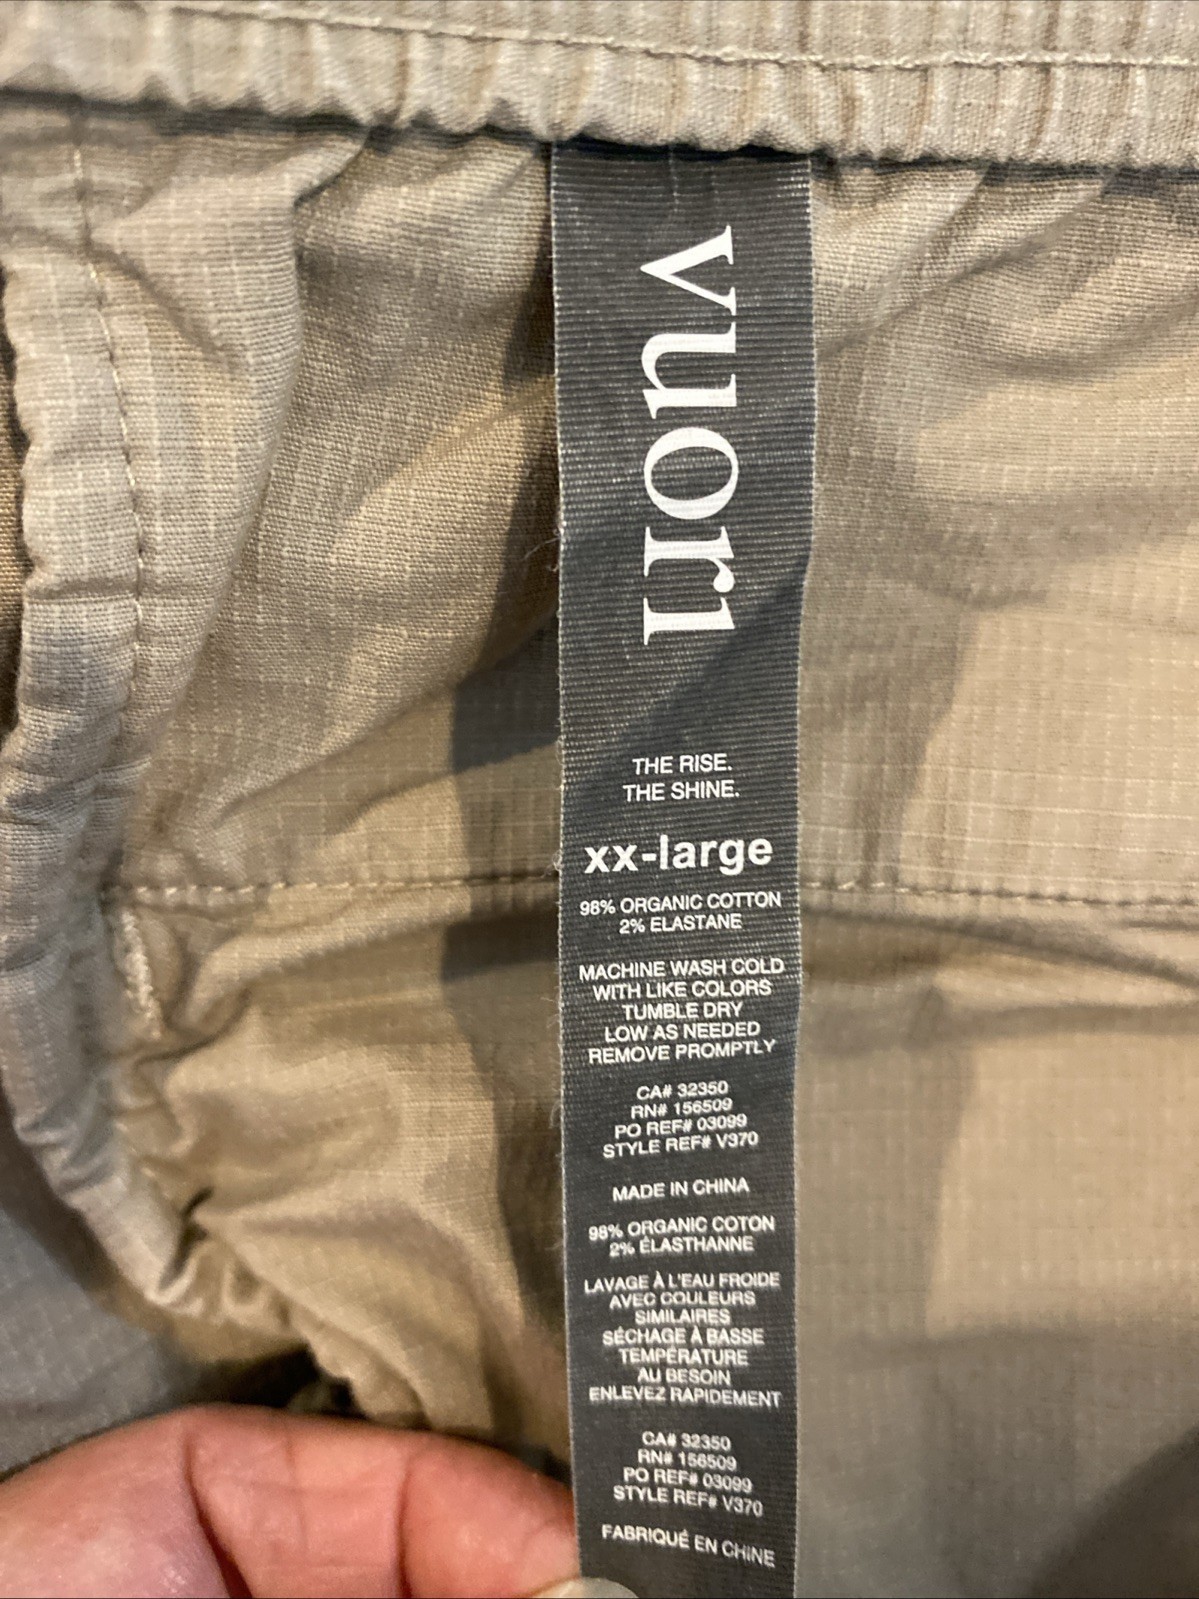 vuori
THE RISE.
THE SHINE.
xx-large
98% ORGANIC COTTON
2% ELASTANE
MACHINE WASH COLD
WITH LIKE COLORS
TUMBLE DRY
LOW AS NEEDED
REMOVE PROMPTLY
CA# 32350
RN# 156509
PO REF# 03099
STYLE REF# V370
MADE IN CHINA
98% ORGANIC COTON
2% ÉLASTHANNE
LAVAGE À L'EAU FROIDE
AVEC COULEURS
SIMILAIRES
SÉCHAGE À BASSE
TEMPÉRATURE
AU BESOIN
ENLEVEZ RAPIDEMENT
CA# 32350
RN# 156509
PO REF# 03099
STYLE REF# V370
FABRIQUÉ EN CHINE